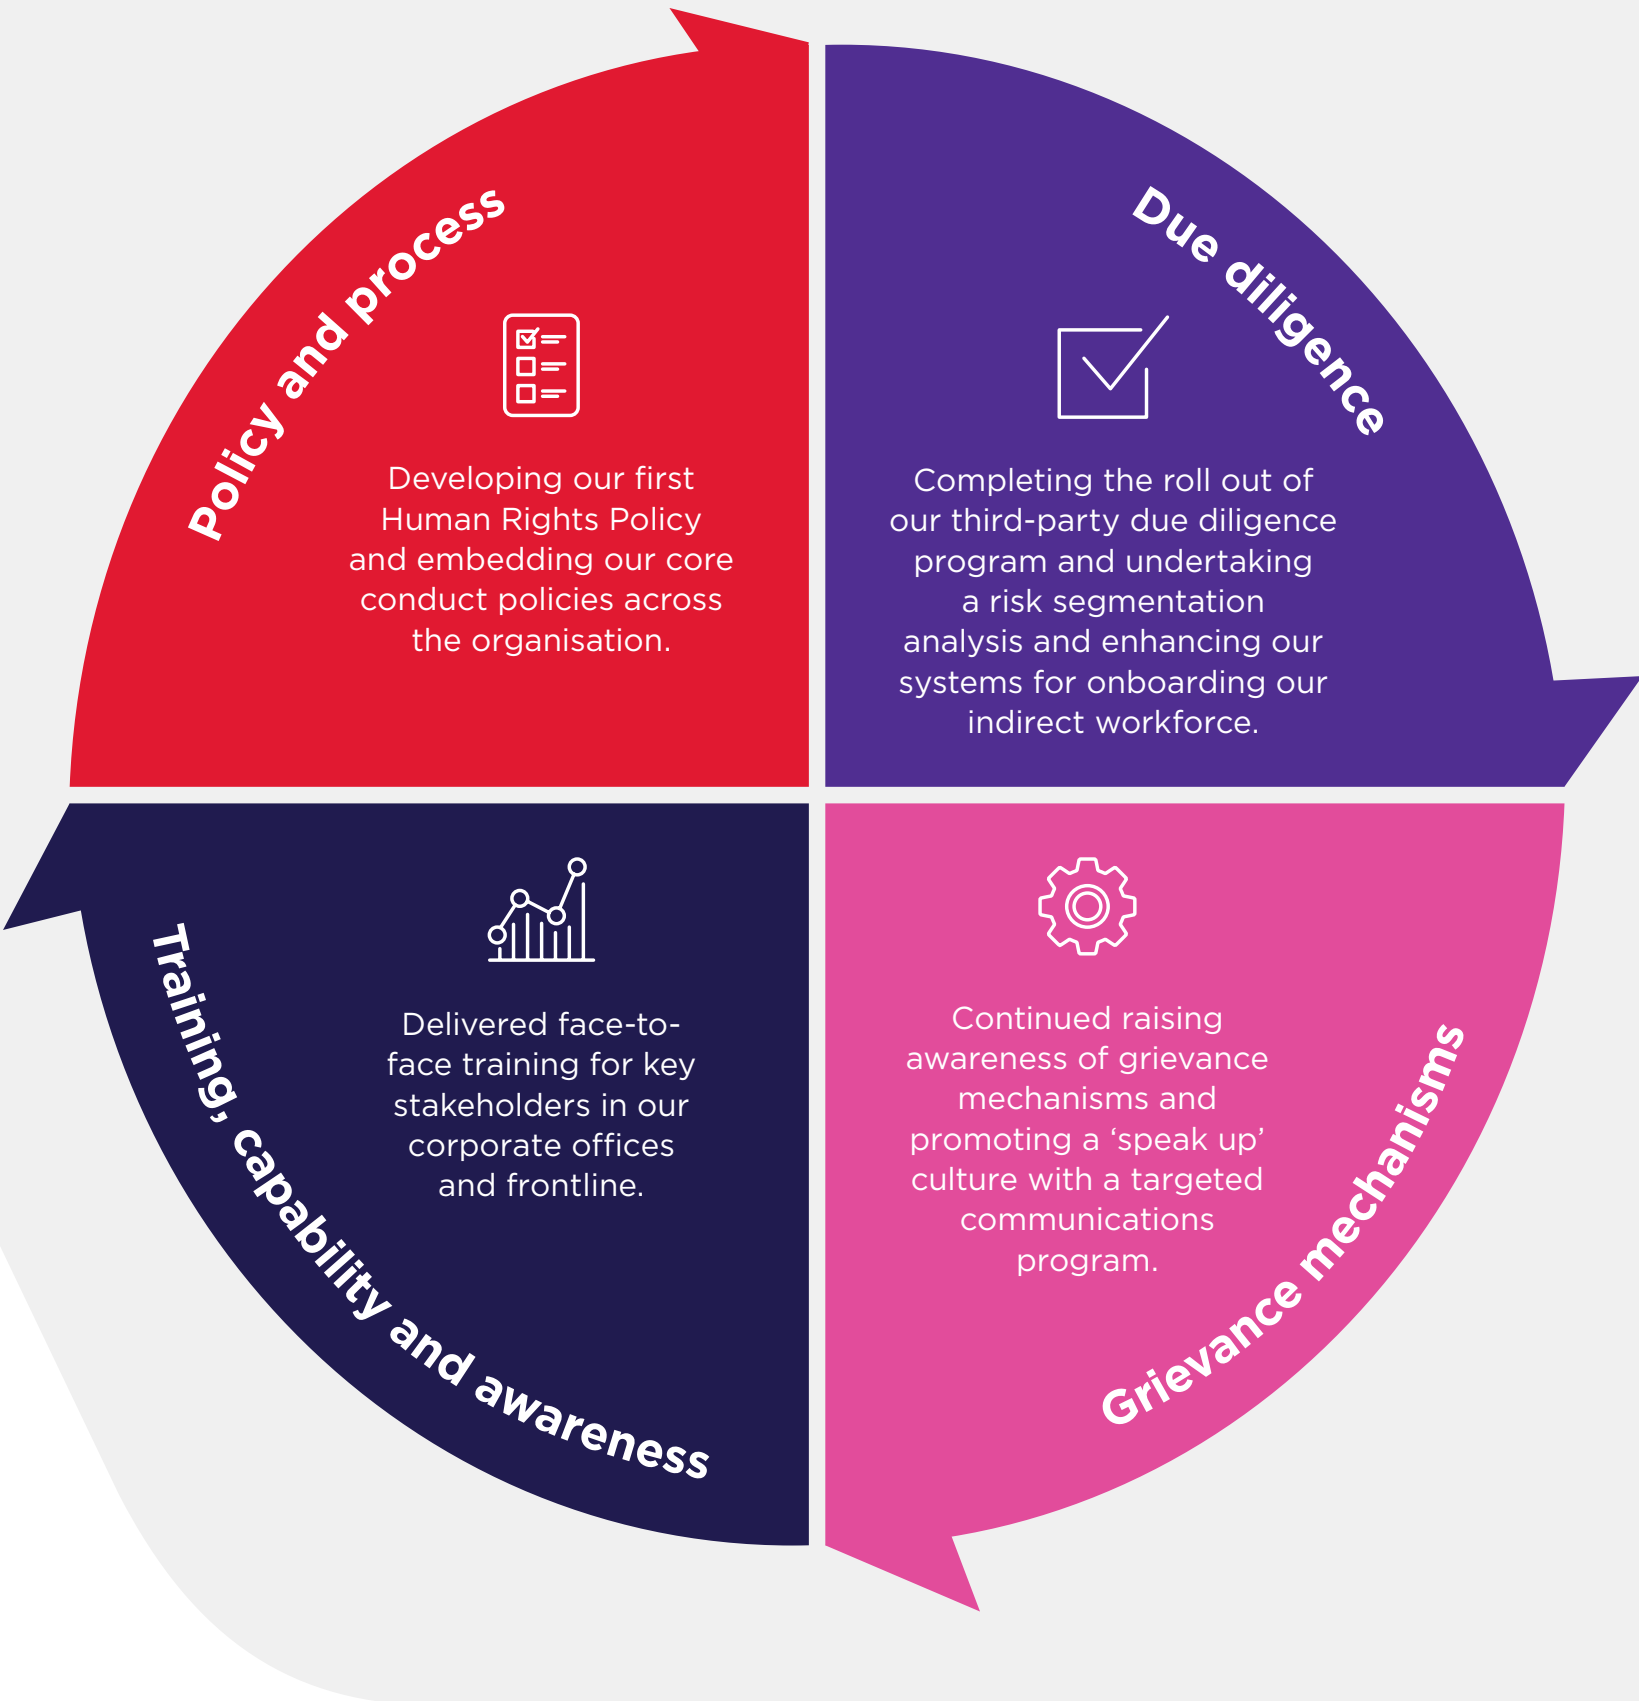 Policy and process
Developing our first
Human Rights Policy
and embedding our core
conduct policies across
the organisation.
Due diligence
Completing the roll out of
our third-party due diligence
program and undertaking
a risk segmentation
analysis and enhancing our
systems for onboarding our
indirect workforce.
Training, capability and awareness
Delivered face-to-
face training for key
stakeholders in our
corporate offices
and frontline.
Grievance mechanisms
Continued raising
awareness of grievance
mechanisms and
promoting a ‘speak up’
culture with a targeted
communications
program.